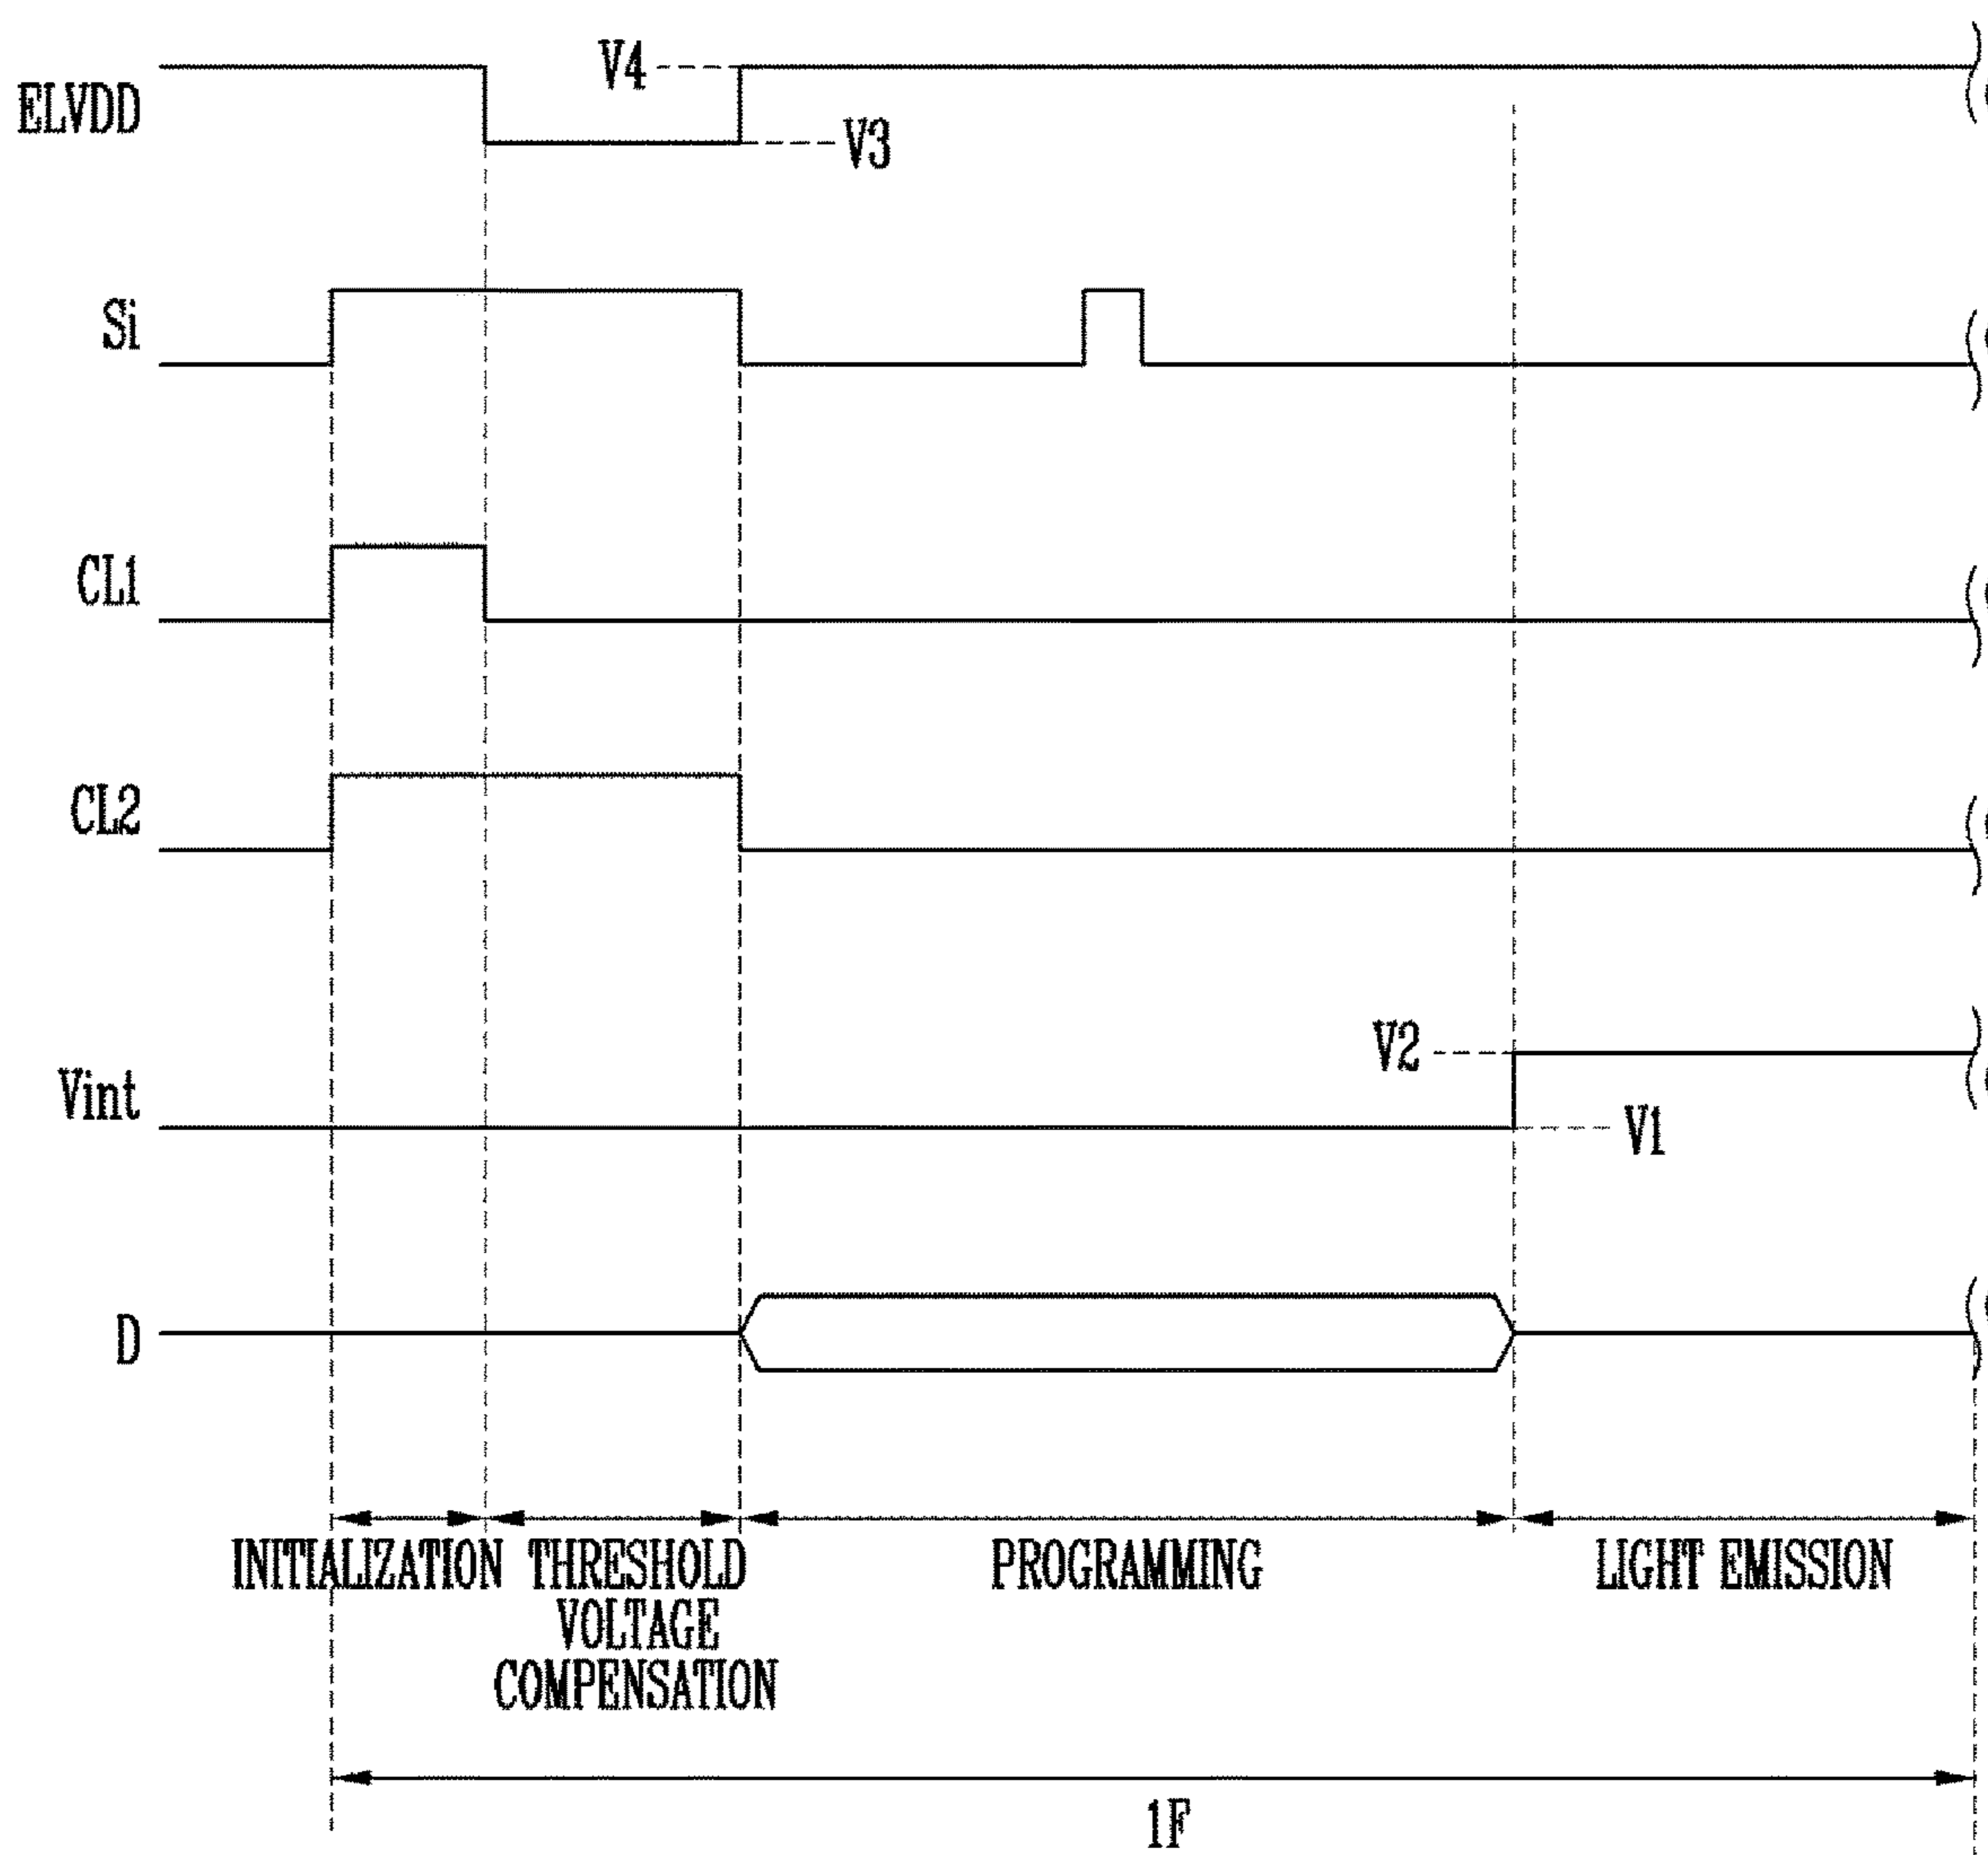 V4
ELVDD
V3
Si
CL1
CL2
V2
Vint
V1
D
INITIALIZATION
THRESHOLD
VOLTAGE
COMPENSATION
PROGRAMMING
LIGHT EMISSION
1F